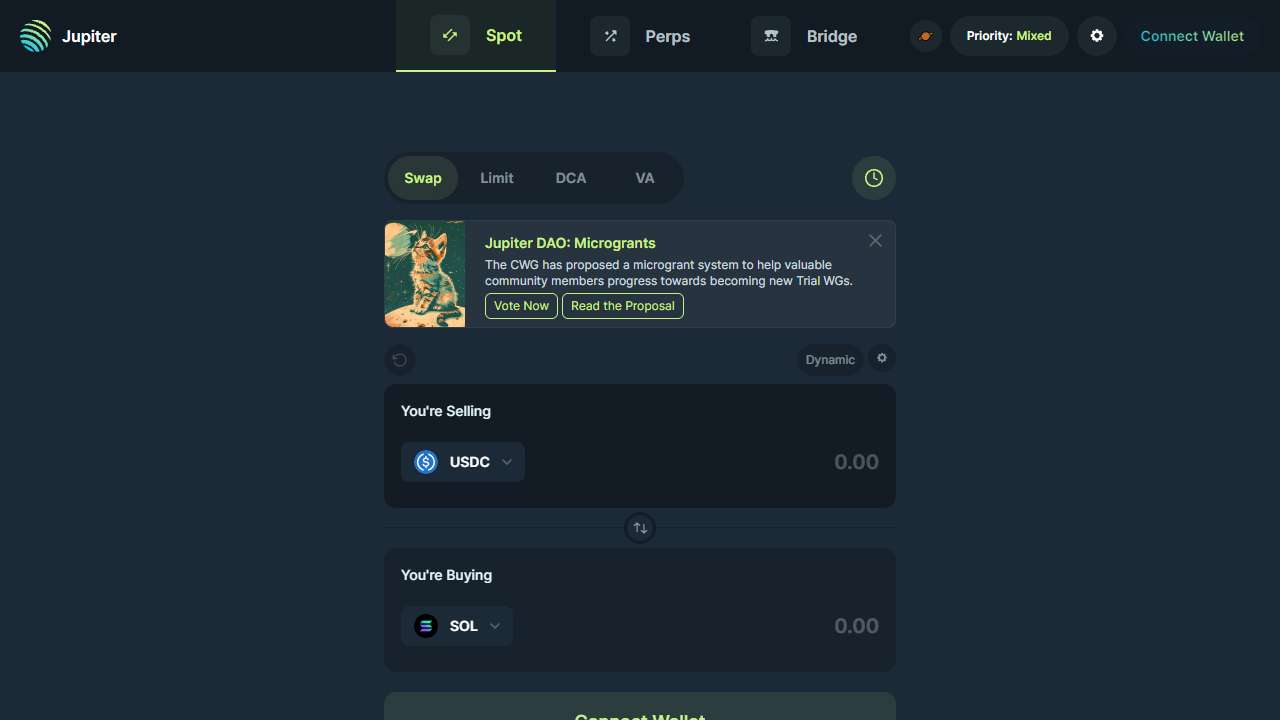 Jupiter
Spot
Perps
Bridge
Priority: Mixed
Connect Wallet
Swap
Limit
DCA
VA
Jupiter DAO: Microgrants
The CWG has proposed a microgrant system to help valuable
community members progress towards becoming new Trial WGs.
Vote Now
Read the Proposal
Dynamic
You're Selling
USDC
0.00
You're Buying
SOL
0.00
Connect Wallet